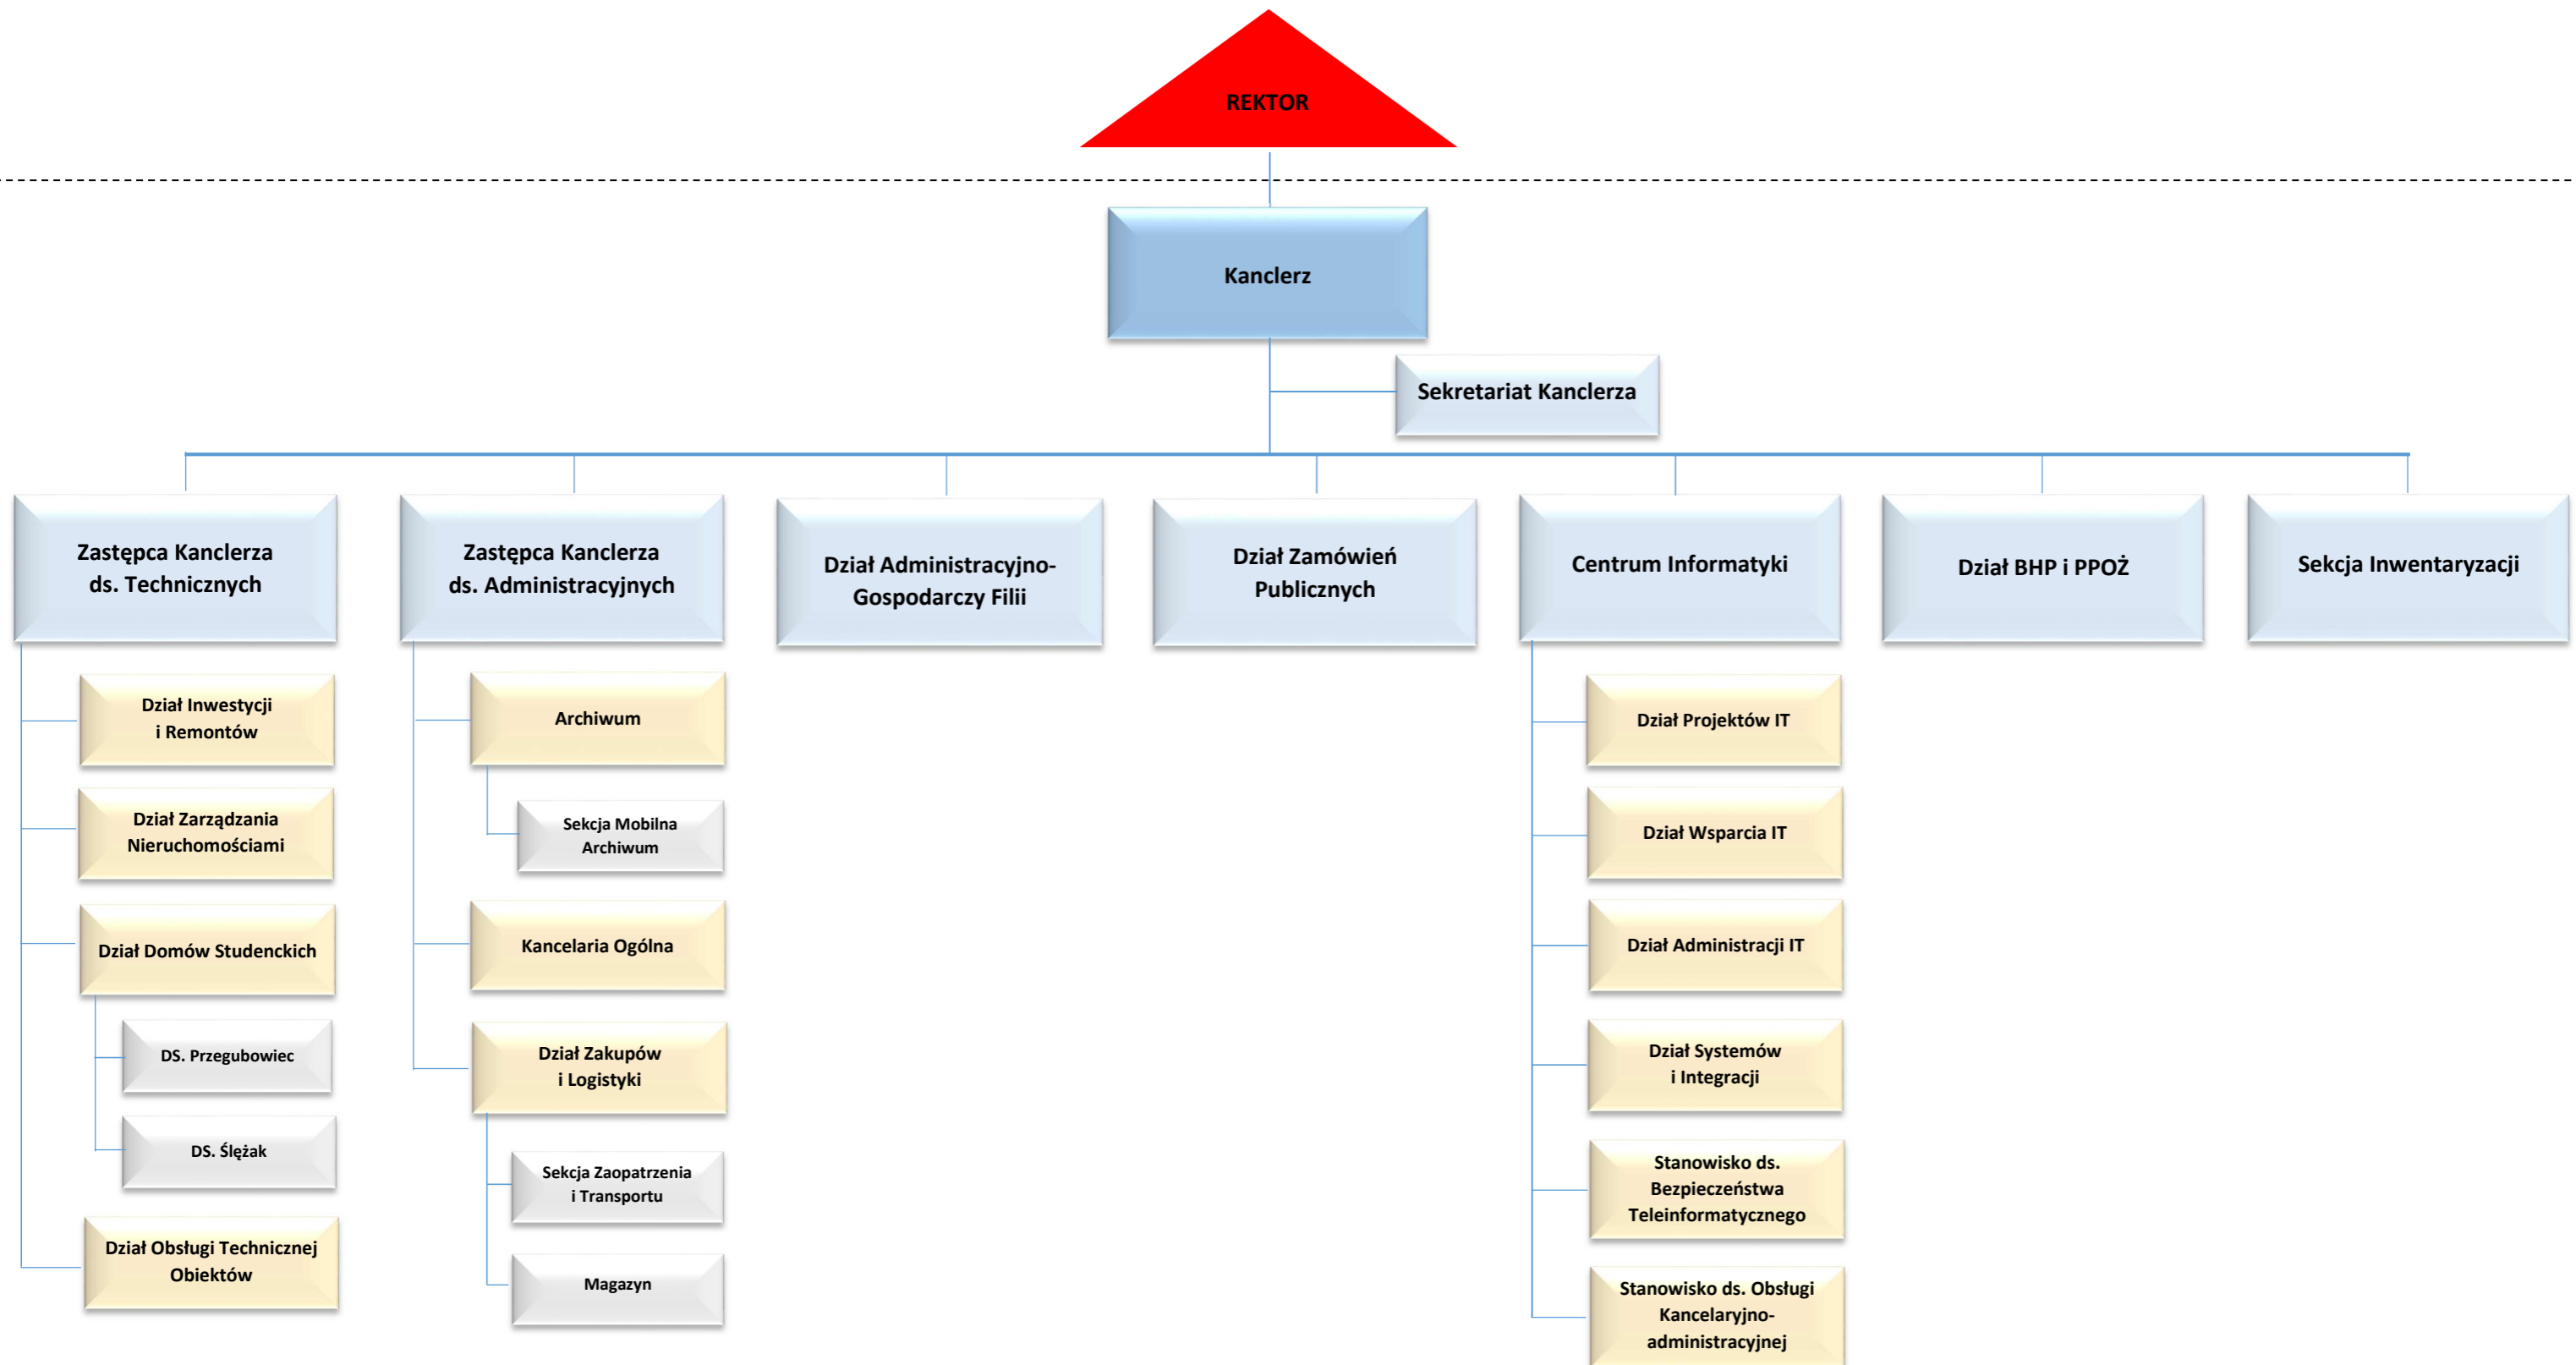 REKTOR
Kanclerz
Sekretariat Kanclerza
Zastępca Kanclerza
ds. Technicznych
Zastępca Kanclerza
ds. Administracyjnych
Dział Administracyjno-
Gospodarczy Filii
Dział Zamówień
Publicznych
Centrum Informatyki
Dział BHP i PPOŻ
Sekcja Inwentaryzacji
Dział Inwestycji
i Remontów
Dział Zarządzania
Nieruchomościami
Dział Domów Studenckich
DS. Przegubowiec
DS. Ślężak
Dział Obsługi Technicznej
Obiektów
Archiwum
Sekcja Mobilna
Archiwum
Kancelaria Ogólna
Dział Zakupów
i Logistyki
Sekcja Zaopatrzenia
i Transportu
Magazyn
Dział Projektów IT
Dział Wsparcia IT
Dział Administracji IT
Dział Systemów
i Integracji
Stanowisko ds.
Bezpieczeństwa
Teleinformatycznego
Stanowisko ds. Obsługi
Kancelaryjno-
administracyjnej